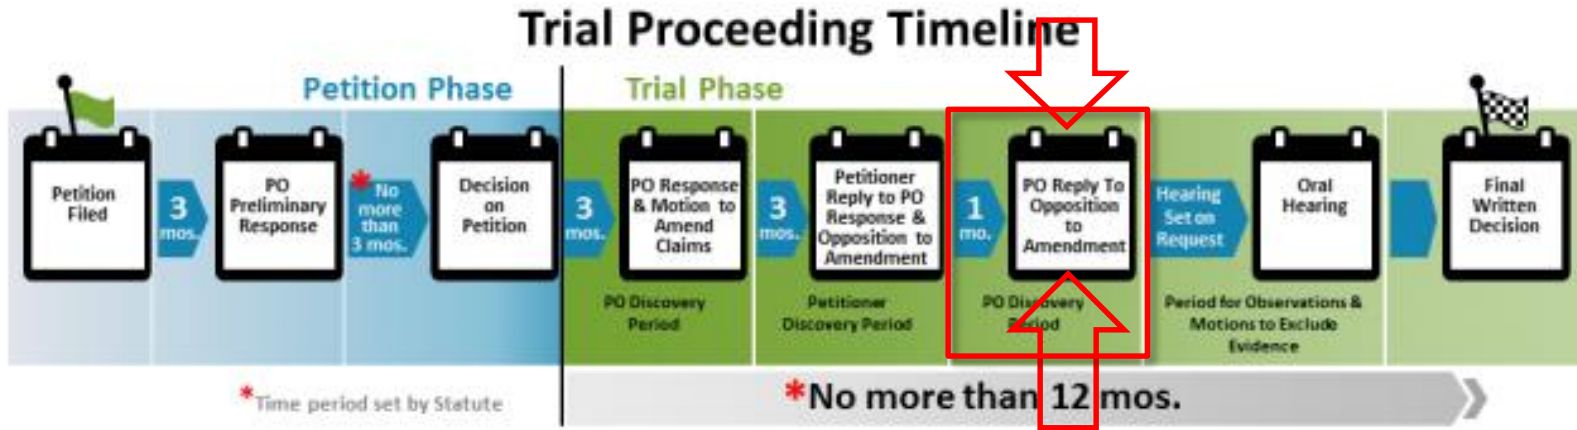 Trial Proceeding Timeline
Petition Phase
Trial Phase
Petition
Filed
3
mos.
PO
Preliminary
Response
*No
more
than
3 mos.
Decision
on
Petition
3
mos.
PO Response
& Motion to
Amend
Claims
PO Discovery
Period
3
mos.
Petitioner
Reply to PO
Response &
Opposition to
Amendment
Petitioner
Discovery Period
1
mo.
PO Reply To
Opposition
to
Amendment
PO Discovery
Period
Hearing
Set on
Request
Oral
Hearing
Period for Observations &
Motions to Exclude
Evidence
Final
Written
Decision
*Time period set by Statute
*No more than 12 mos.